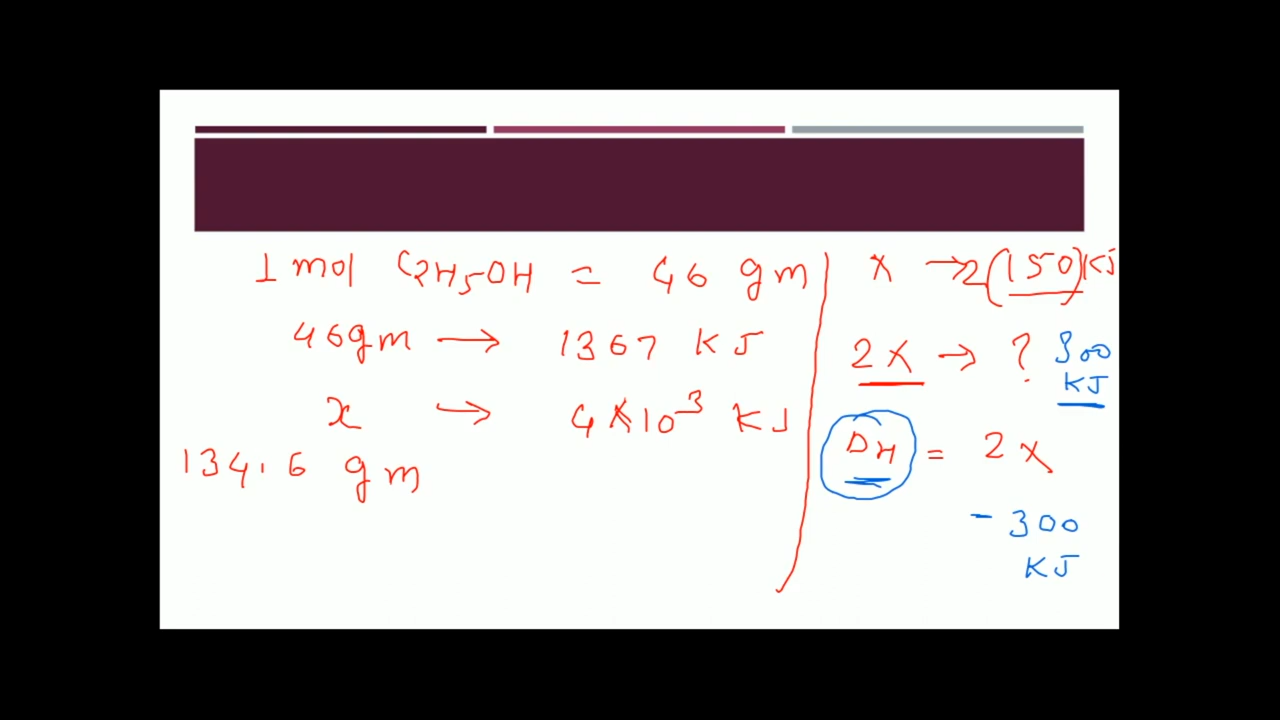 1 mol C2H5OH = 46 gm
46gm → 1367 KJ
x → 4×10⁻³ KJ
134.6 gm
x → 2(150)KJ
2x → ? 300
KJ
DH = 2x
- 300
KJ